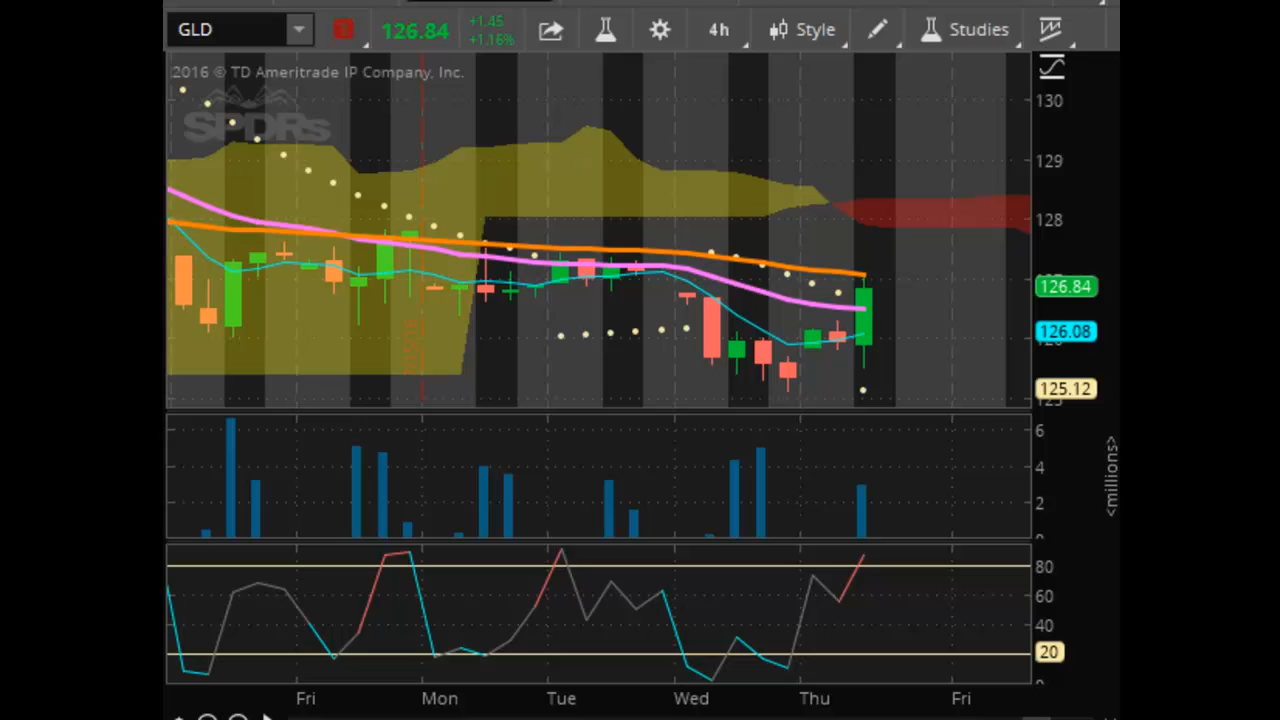 GLD 126.84 +1.45 4h Style Studies
+1.16%
2016 © TD Ameritrade IP Company, Inc.
SPDRs
130
129
128
126.84
126.08
125.12
6
4
2
<millions>
80
60
40
20
Fri Mon Tue Wed Thu Fri